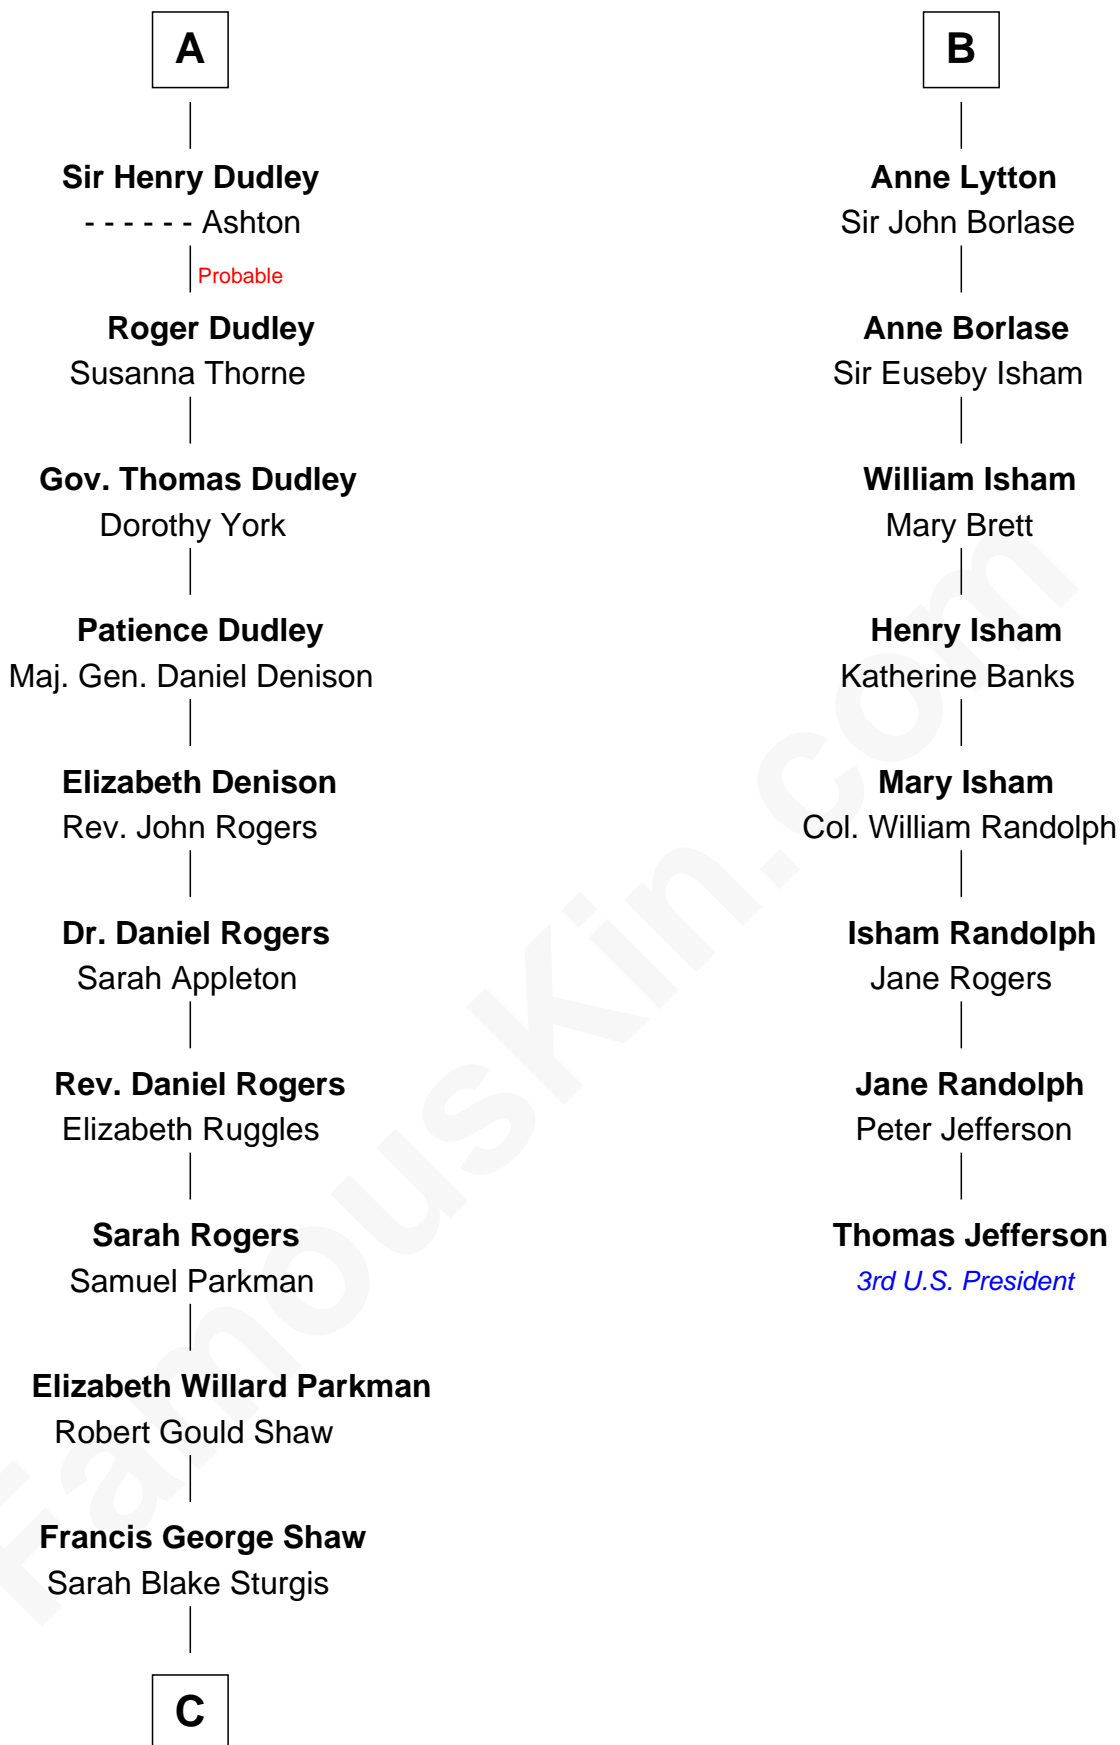 A
Sir Henry Dudley
- - - - - - Ashton
Probable
Roger Dudley
Susanna Thorne
Gov. Thomas Dudley
Dorothy York
Patience Dudley
Maj. Gen. Daniel Denison
Elizabeth Denison
Rev. John Rogers
Dr. Daniel Rogers
Sarah Appleton
Rev. Daniel Rogers
Elizabeth Ruggles
Sarah Rogers
Samuel Parkman
Elizabeth Willard Parkman
Robert Gould Shaw
Francis George Shaw
Sarah Blake Sturgis
C
B
Anne Lytton
Sir John Borlase
Anne Borlase
Sir Euseby Isham
William Isham
Mary Brett
Henry Isham
Katherine Banks
Mary Isham
Col. William Randolph
Isham Randolph
Jane Rogers
Jane Randolph
Peter Jefferson
Thomas Jefferson
3rd U.S. President
FamousKin.com